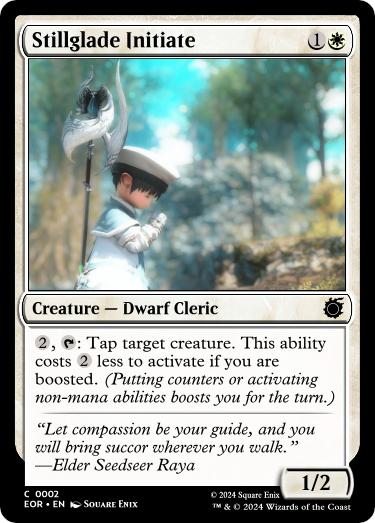 Stillglade Initiate 1
Creature — Dwarf Cleric
2, : Tap target creature. This ability
costs 2 less to activate if you are
boosted. (Putting counters or activating
non-mana abilities boosts you for the turn.)
“Let compassion be your guide, and you
will bring succor wherever you walk.”
—Elder Seedseer Raya
1/2
C 0002
EOR • EN SQUARE ENIX
© 2024 Square Enix
™ & © 2024 Wizards of the Coast